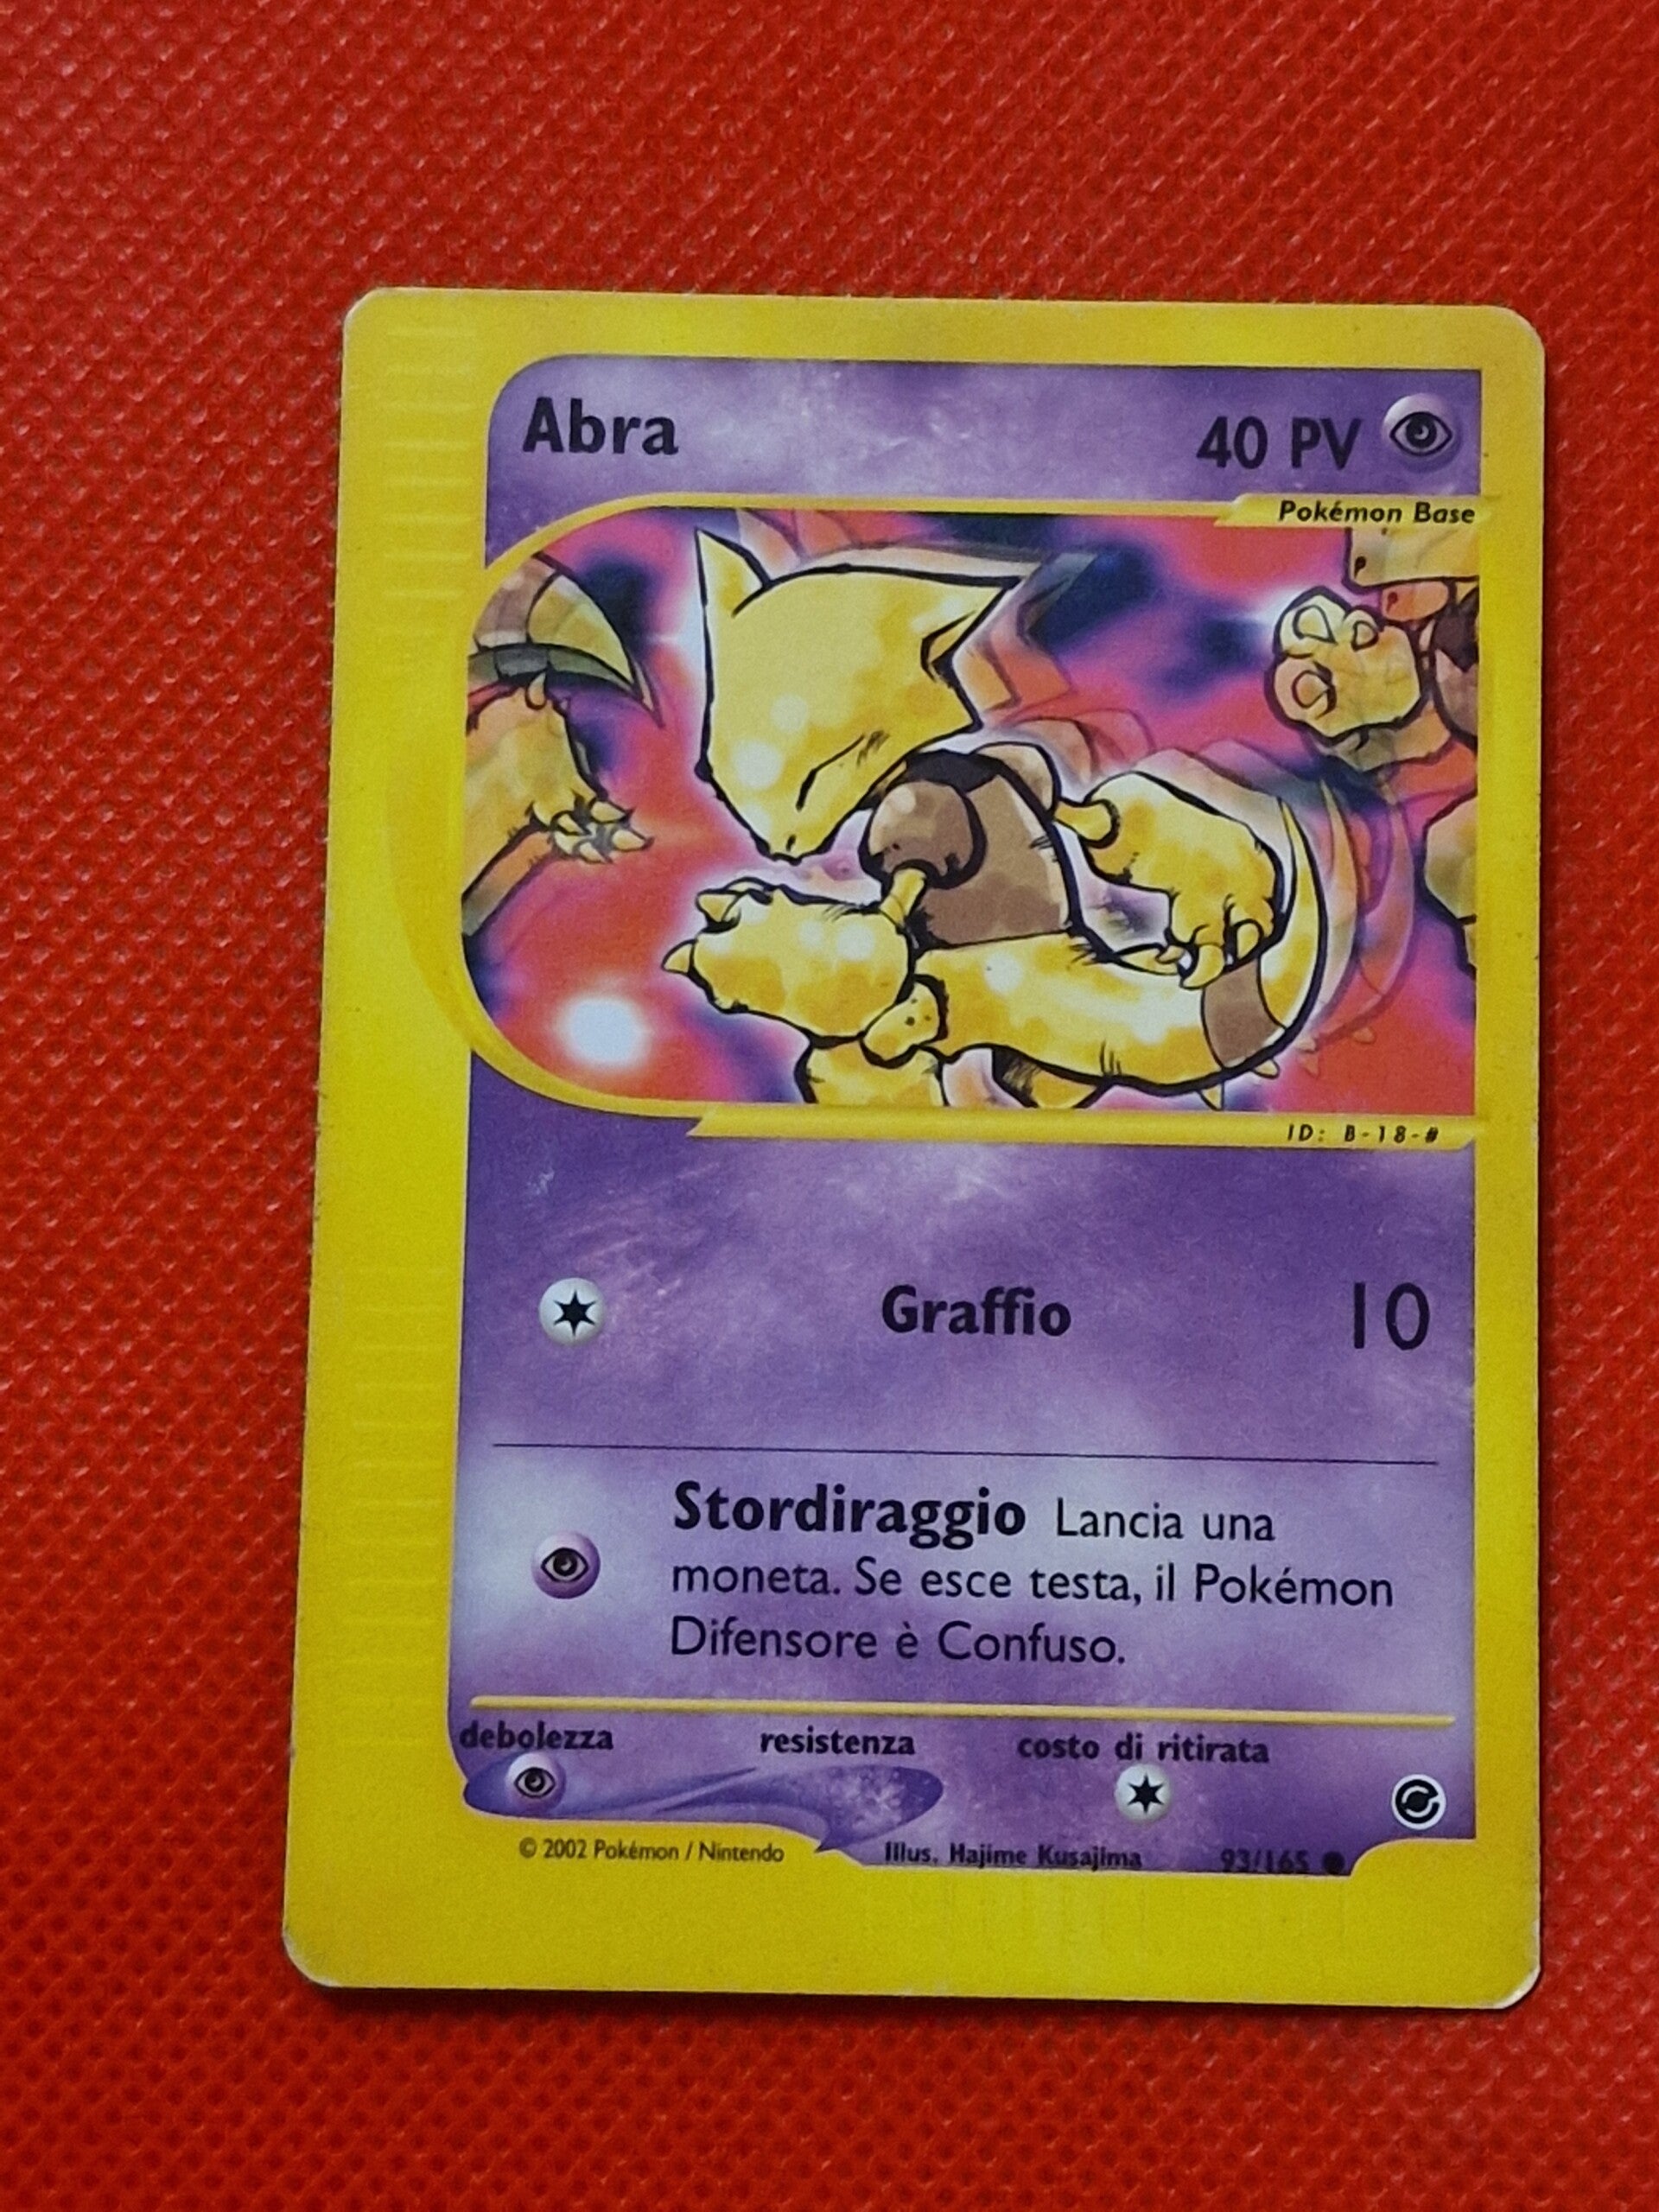 Abra 40 PV
Pokémon Base
ID: B-18-#
Graffio 10
Stordiraggio Lancia una
moneta. Se esce testa, il Pokémon
Difensore è Confuso.
debolezza resistenza costo di ritirata
© 2002 Pokémon / Nintendo Illus. Hajime Kusajima 93/165